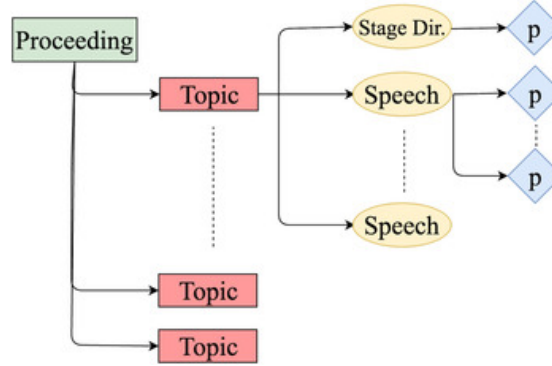 Proceeding
Stage Dir.
p
Topic
Speech
p
p
Speech
Topic
Topic